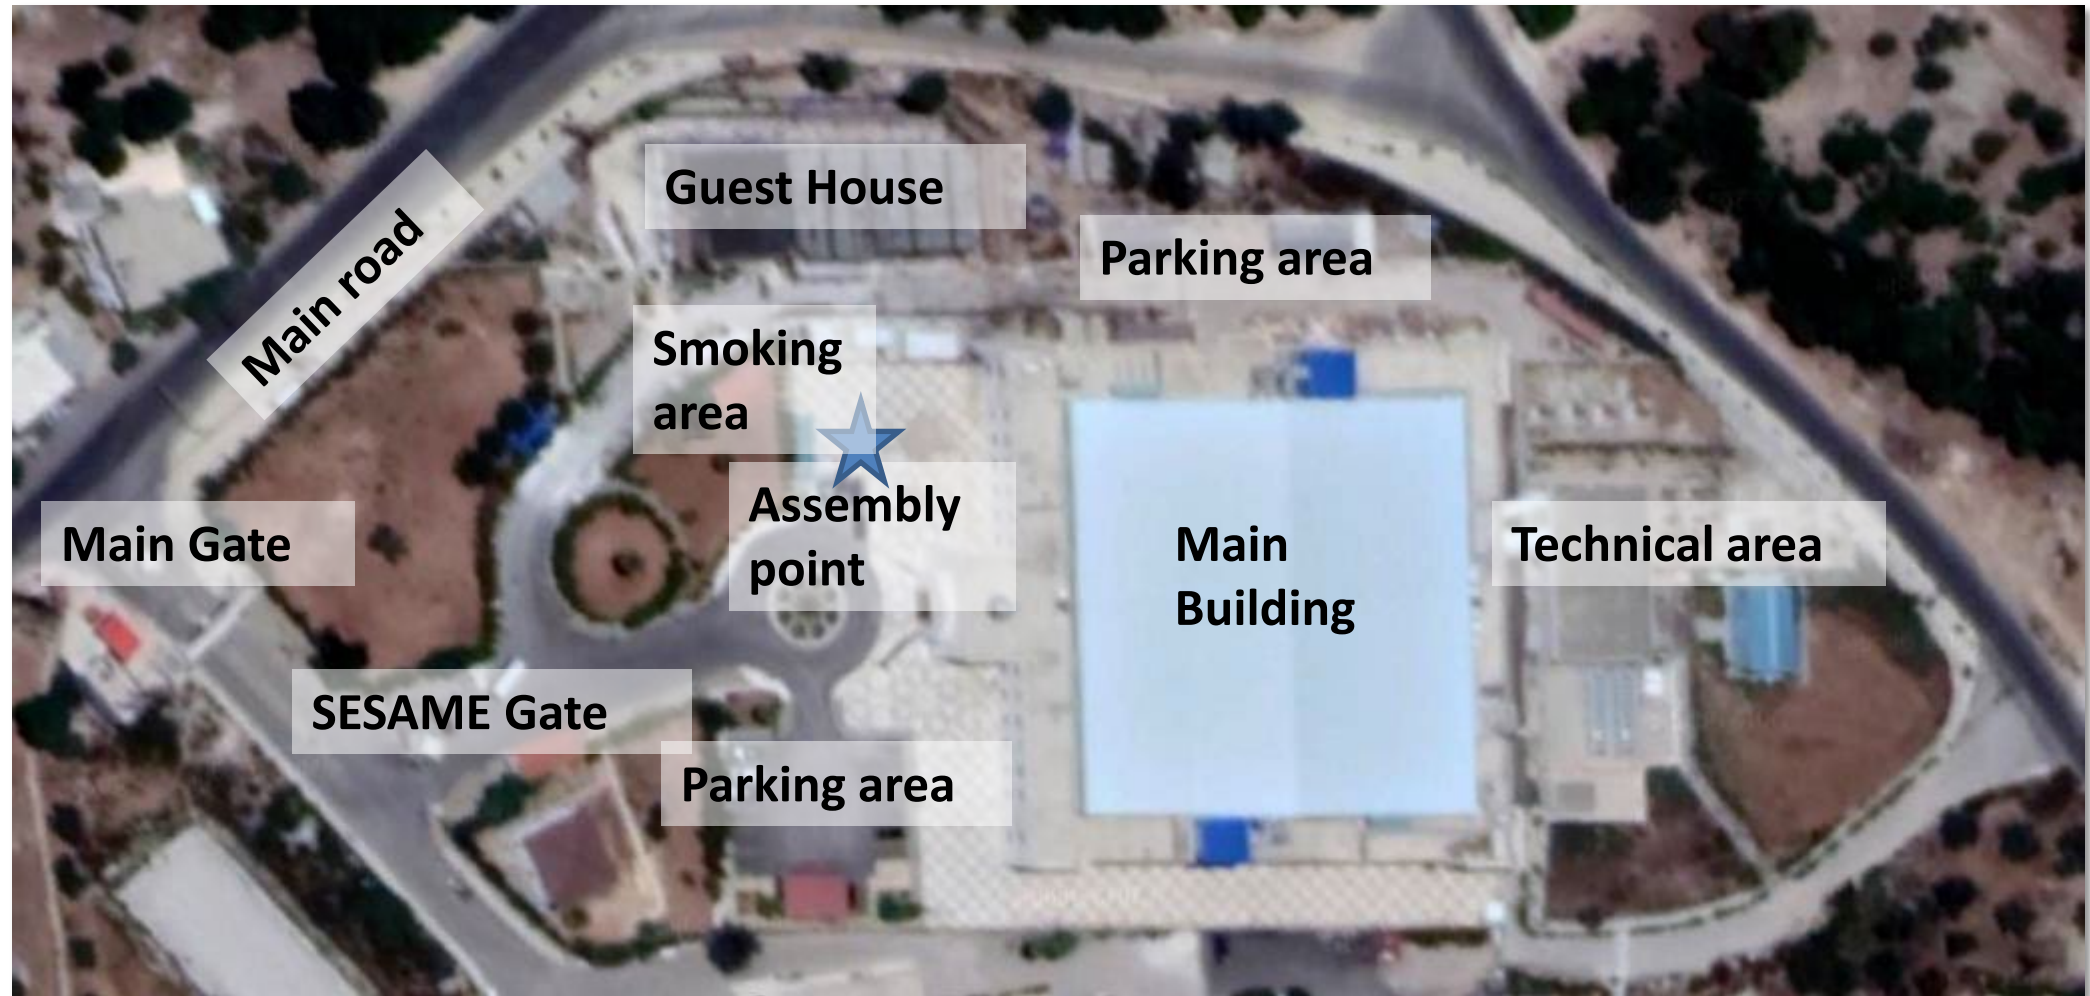 Guest House
Main road
Parking area
Smoking
area
Assembly
point
Main Gate
Main
Building
Technical area
SESAME Gate
Parking area